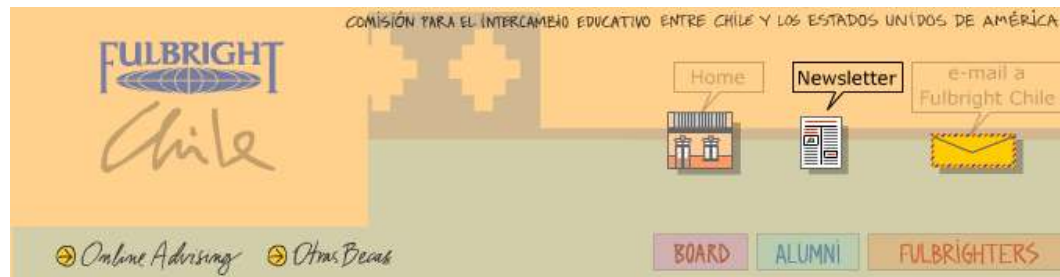 COMISIÓN PARA EL INTERCAMBIO EDUCATIVO ENTRE CHILE Y LOS ESTADOS UNIDOS DE AMÉRICA
FULBRIGHT
Chile
Home
Newsletter
e-mail a
Fulbright Chile
Online Advising
Otras Becas
BOARD
ALUMNI
FULBRIGHTERS